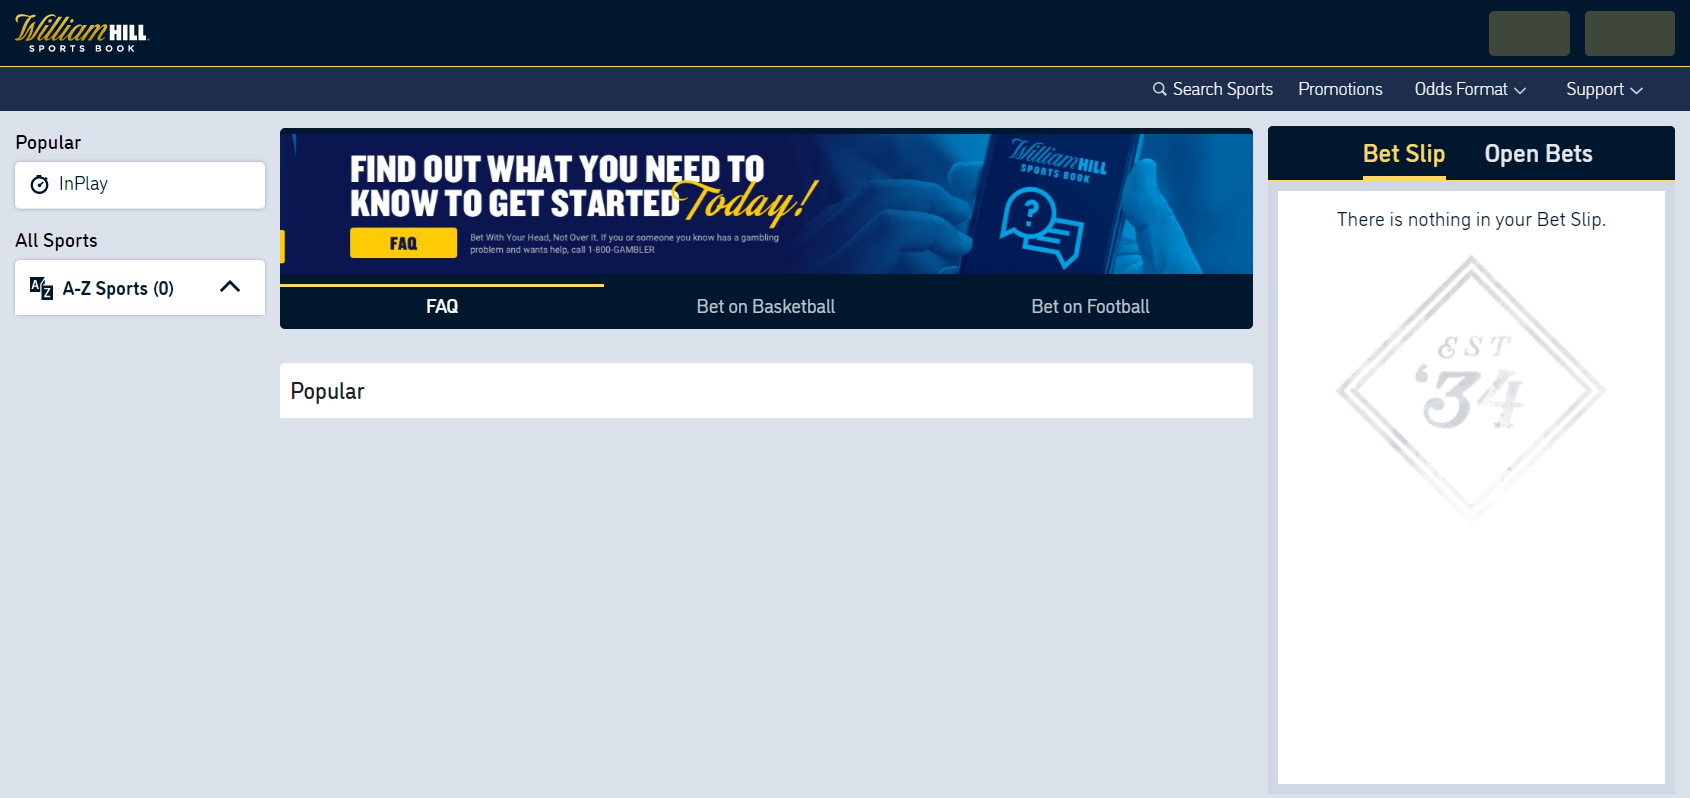 William HILL
SPORTS BOOK
Search Sports
Promotions
Odds Format
Support
Popular
InPlay
All Sports
A-Z Sports (0)
FIND OUT WHAT YOU NEED TO
KNOW TO GET STARTED Today!
FAQ
Bet With Your Head, Not Over It. If you or someone you know has a gambling
problem and wants help, call 1-800-GAMBLER
William HILL
SPORTS BOOK
?
FAQ
Bet on Basketball
Bet on Football
Popular
Bet Slip
Open Bets
There is nothing in your Bet Slip.
EST
‘34